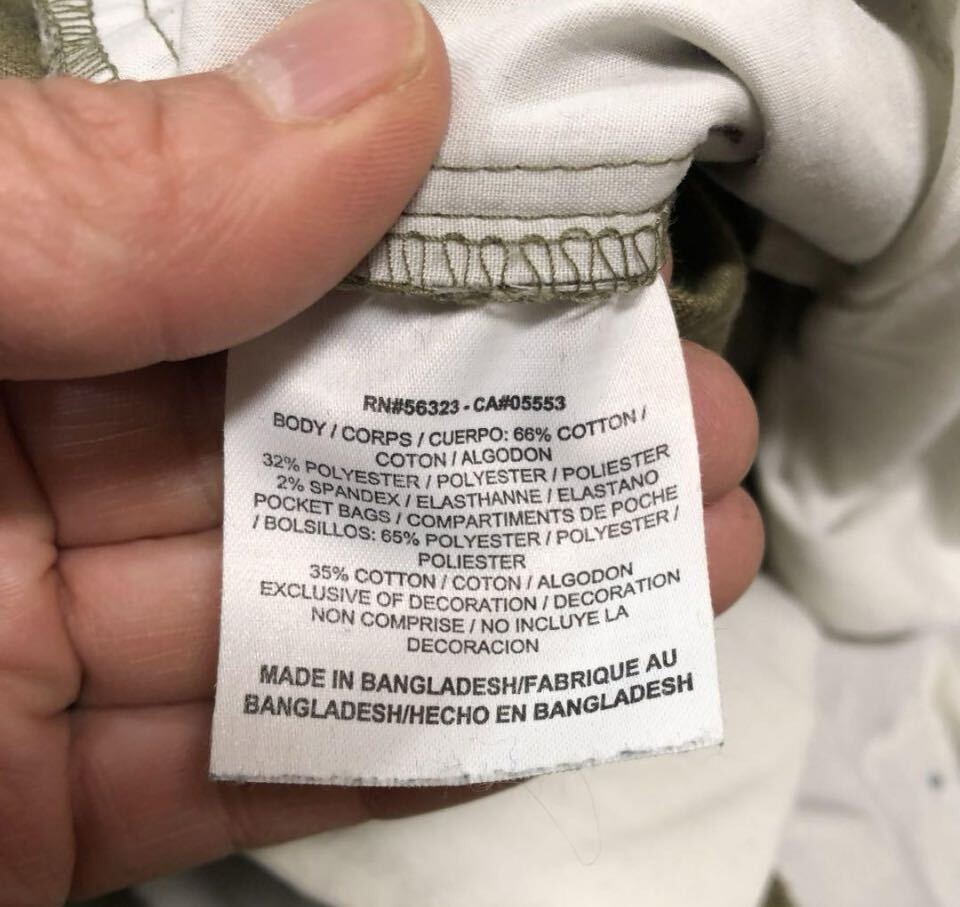 RN#56323 - CA#05553
BODY / CORPS / CUERPO: 66% COTTON /
COTON / ALGODON
32% POLYESTER / POLYESTER / POLIESTER
2% SPANDEX / ELASTHANNE / ELASTANO
POCKET BAGS / COMPARTIMENTS DE POCHE
/ BOLSILLOS: 65% POLYESTER / POLYESTER /
POLIESTER
35% COTTON / COTON / ALGODON
EXCLUSIVE OF DECORATION / DECORATION
NON COMPRISE / NO INCLUYE LA
DECORACION
MADE IN BANGLADESH/FABRIQUE AU
BANGLADESH/HECHO EN BANGLADESH